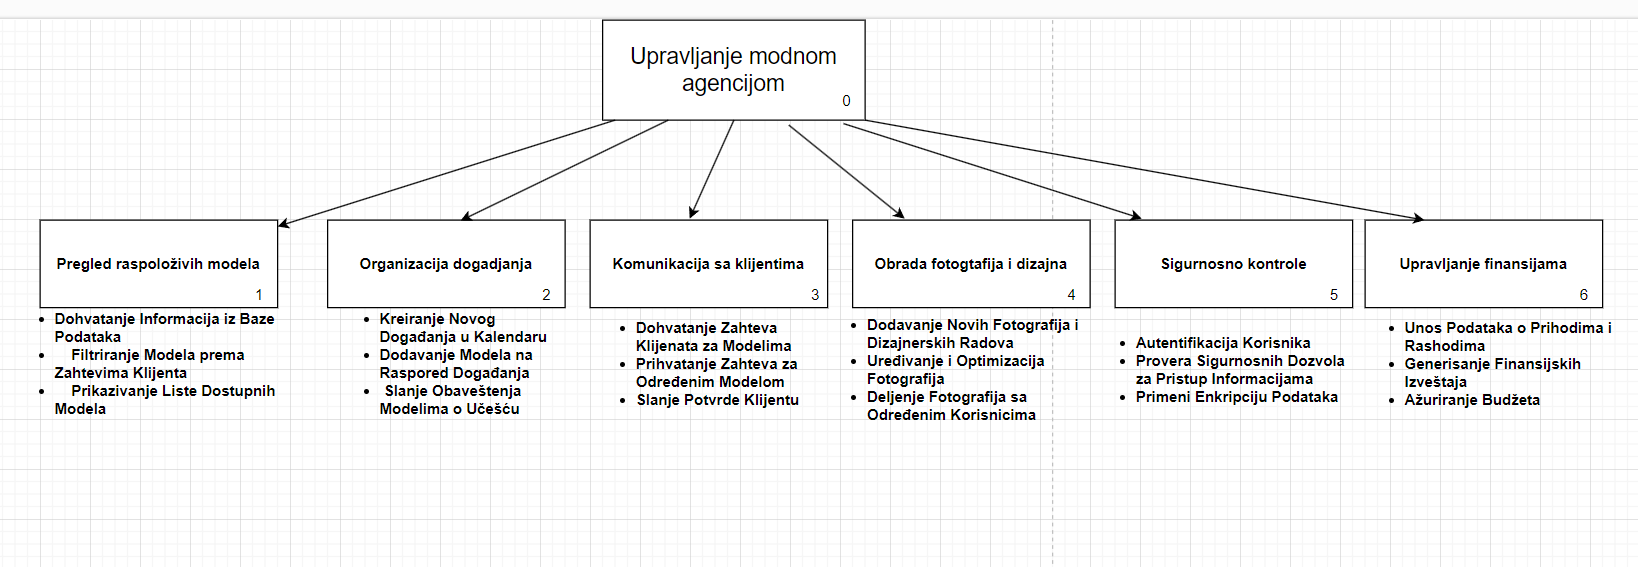 Upravljanje modnom
agencijom
0
Pregled raspoloživih modela
1
Organizacija dogadjanja
2
Komunikacija sa klijentima
3
Obrada fotogtafija i dizajna
4
Sigurnosno kontrole
5
Upravljanje finansijama
6
Dohvatanje Informacija iz Baze
Podataka
Filtriranje Modela prema
Zahtevima Klijenta
Prikazivanje Liste Dostupnih
Modela
Kreiranje Novog
Događanja u Kalendaru
Dodavanje Modela na
Raspored Događanja
Slanje Obaveštenja
Modelima o Učešću
Dohvatanje Zahteva
Klijenata za Modelima
Prihvatanje Zahteva za
Određenim Modelom
Slanje Potvrde Klijentu
Dodavanje Novih Fotografija i
Dizajnerskih Radova
Uređivanje i Optimizacija
Fotografija
Deljenje Fotografija sa
Određenim Korisnicima
Autentifikacija Korisnika
Provera Sigurnosnih Dozvola
za Pristup Informacijama
Primeni Enkripciju Podataka
Unos Podataka o Prihodima i
Rashodima
Generisanje Finansijskih
Izveštaja
Ažuriranje Budžeta